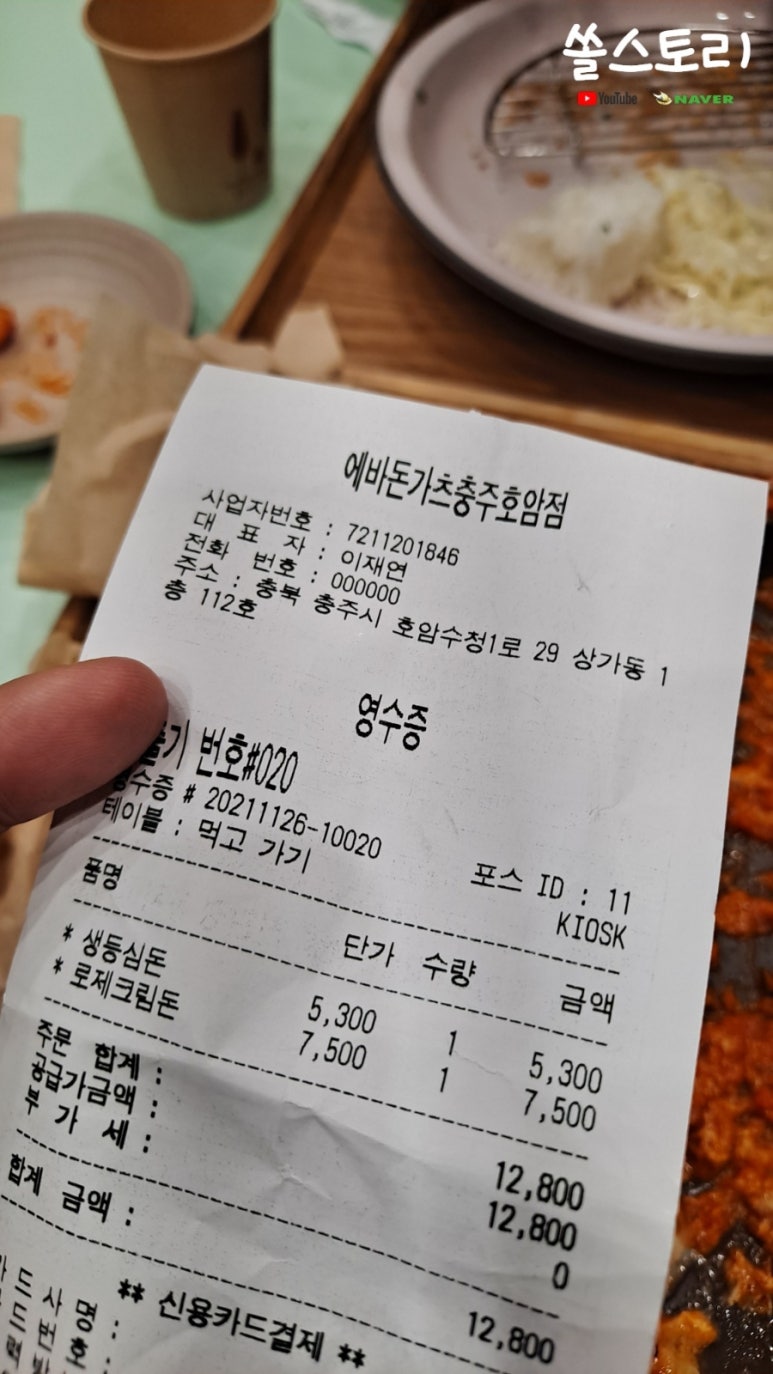 쏠스토리
YouTube NAVER
에바돈가츠충주호암점
사업자번호 : 7211201846
대 표 자 : 이재연
전화 번호 : 000000
주소 : 충북 충주시 호암수청1로 29 상가동 1
층 112호
영수증
번호#020
영수증 # 20211126-10020
테이블 : 먹고 가기
포스 ID : 11
KIOSK
품명 단가 수량 금액
* 생등심돈 5,300 1 5,300
* 로제크림돈 7,500 1 7,500
주문 합계 : 12,800
공급가금액 : 12,800
부 가 세 : 0
합계 금액 : 12,800
** 신용카드결제 **